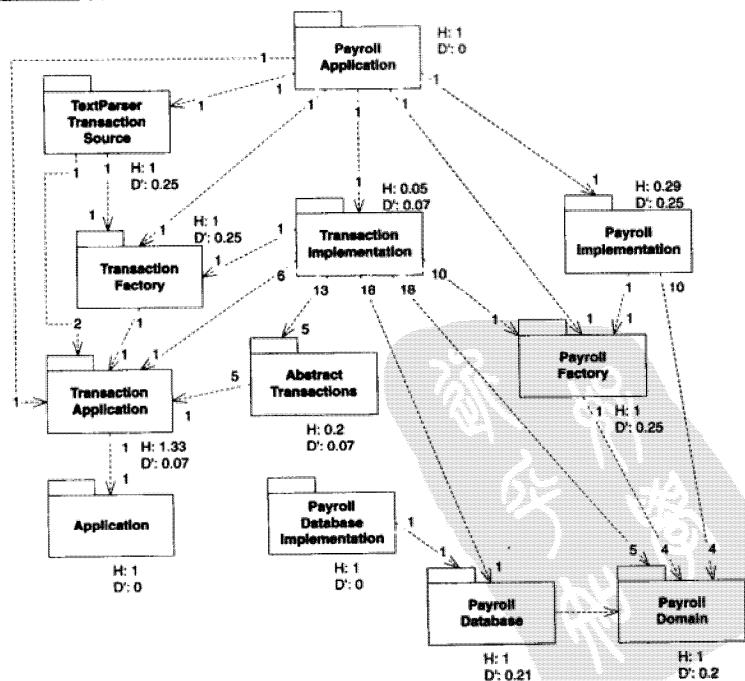 Payroll
Application
H: 1
D': 0
1
1
1
1
1
1
TextParser
Transaction
Source
1
1
1
H: 1
D': 0.25
1
1
1
1
H: 0.05
D': 0.07
1
H: 0.29
D': 0.25
Transaction
Factory
H: 1
D': 0.25
1
1
Transaction
Implementation
6
13
18
18
10
Payroll
Implementation
1
10
1
1
1
1
2
1
1
Transaction
Application
5
1
5
Abstract
Transactions
Payroll
Factory
1
1
H: 1.33
D': 0.07
H: 0.2
D': 0.07
1
H: 1
D': 0.25
1
Application
H: 1
D': 0
Payroll
Database
Implementation
H: 1
D': 0
1
1
1
5
4
4
Payroll
Database
Payroll
Domain
H: 1
D': 0.21
H: 1
D': 0.2